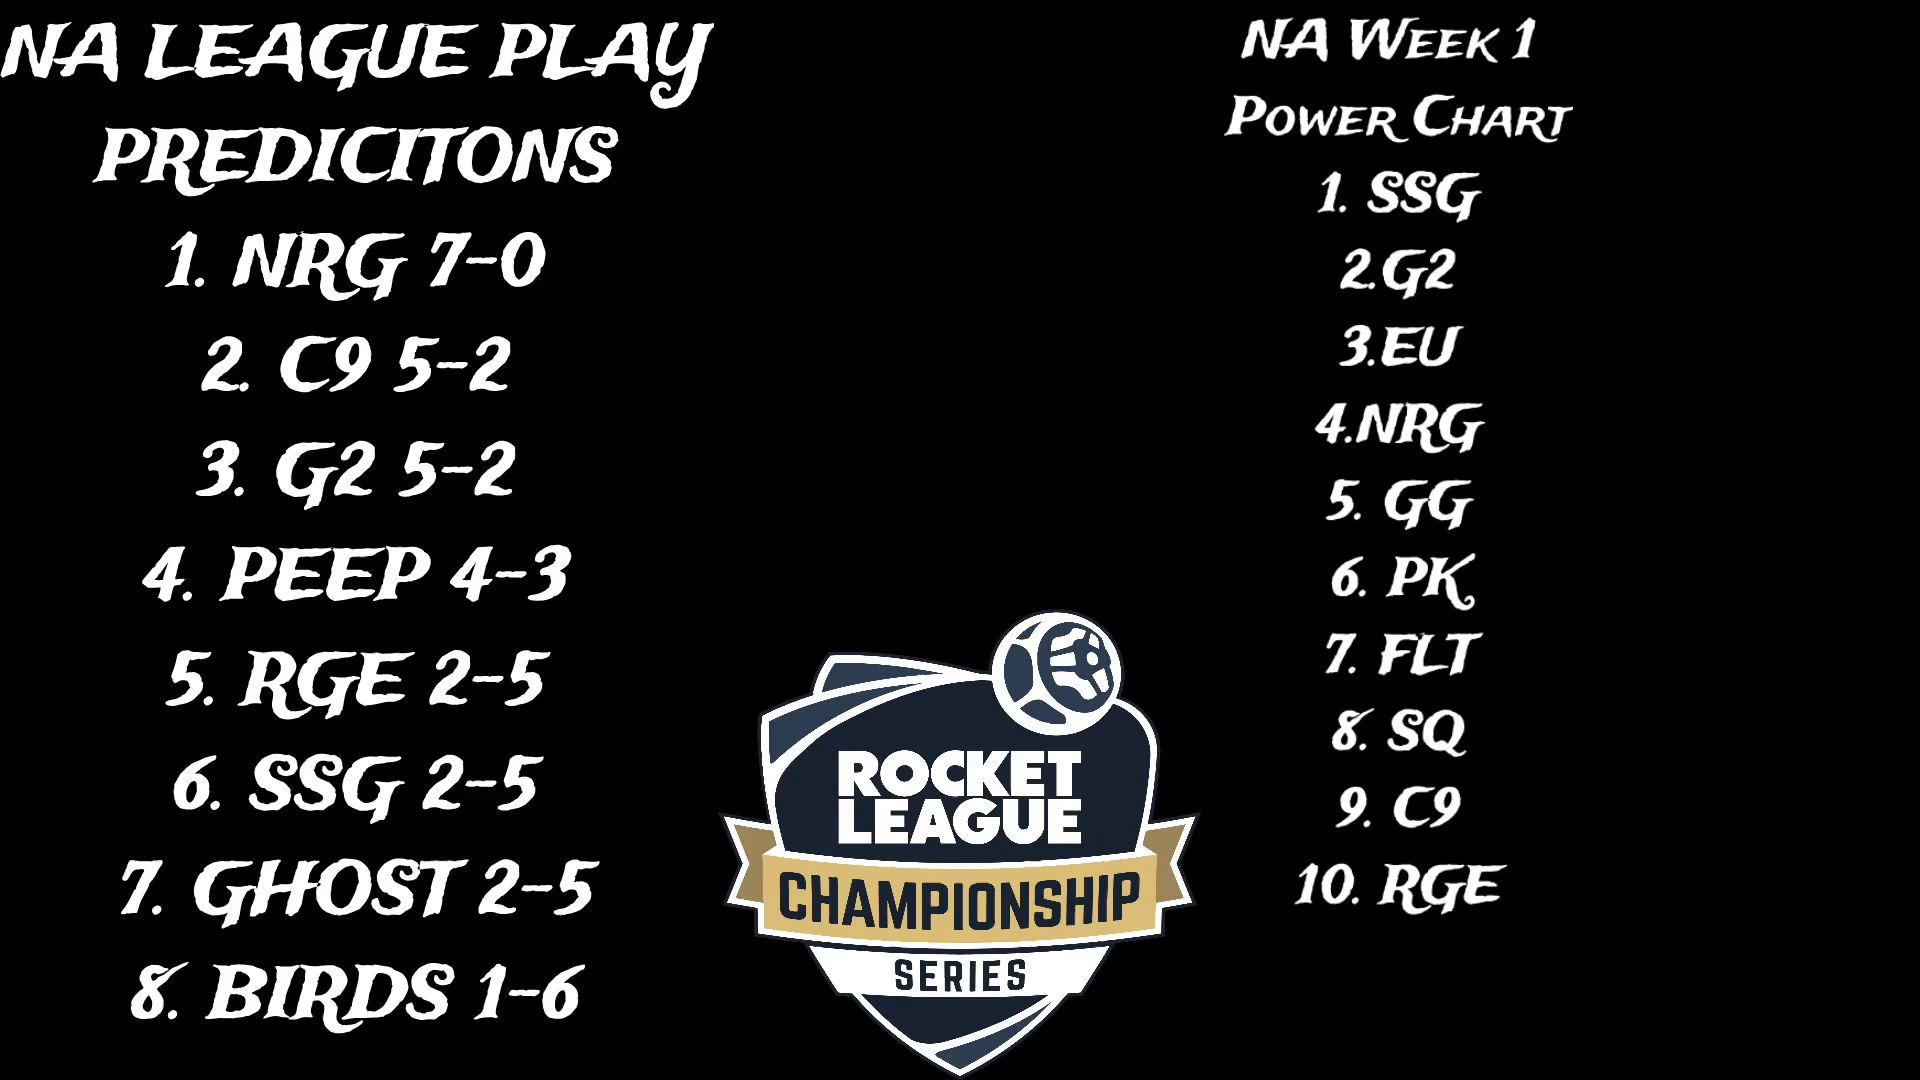 NA LEAGUE PLAY
PREDICITONS
1. NRG 7-0
2. C9 5-2
3. G2 5-2
4. PEEP 4-3
5. RGE 2-5
6. SSG 2-5
7. GHOST 2-5
8. BIRDS 1-6
ROCKET
LEAGUE
CHAMPIONSHIP
SERIES
NA WEEK 1
POWER CHART
1. SSG
2.G2
3.EU
4.NRG
5. GG
6. PK
7. FLT
8. SQ
9. C9
10. RGE